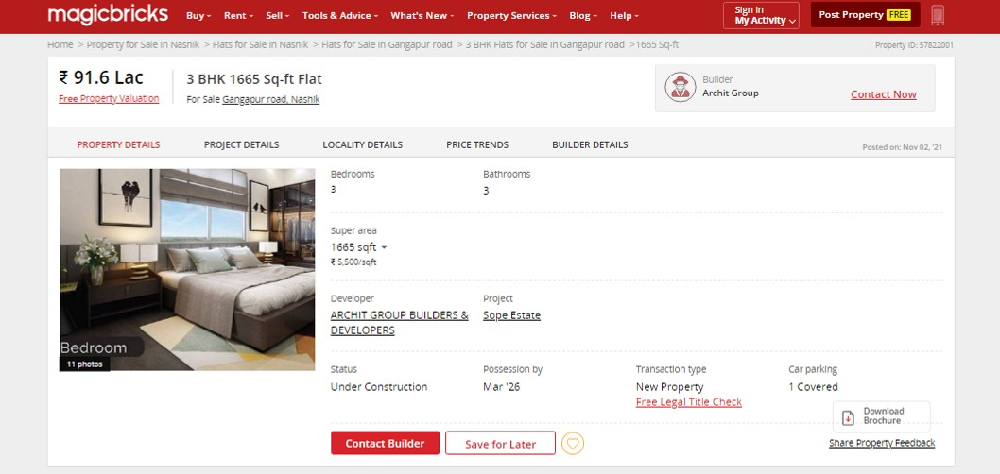 magicbricks
Buy Rent Sell Tools & Advice What's New Property Services Blog Help
Sign In
My Activity
Post Property FREE
Home > Property for Sale in Nashik > Flats for Sale in Nashik > Flats for Sale in Gangapur road > 3 BHK Flats for Sale in Gangapur road >1665 Sq-ft
Property ID: 57822001
₹ 91.6 Lac
Free Property Valuation
3 BHK 1665 Sq-ft Flat
For Sale Gangapur road, Nashik
Builder
Archit Group
Contact Now
PROPERTY DETAILS PROJECT DETAILS LOCALITY DETAILS PRICE TRENDS BUILDER DETAILS
Posted on: Nov 02, '21
Bedroom
11 photos
Bedrooms Bathrooms
3 3
Super area
1665 sqft
₹ 5,500/sqft
Developer Project
ARCHIT GROUP BUILDERS & Sope Estate
DEVELOPERS
Status Possession by Transaction type Car parking
Under Construction Mar '26 New Property 1 Covered
Free Legal Title Check
Download
Brochure
Contact Builder Save for Later
Share Property Feedback